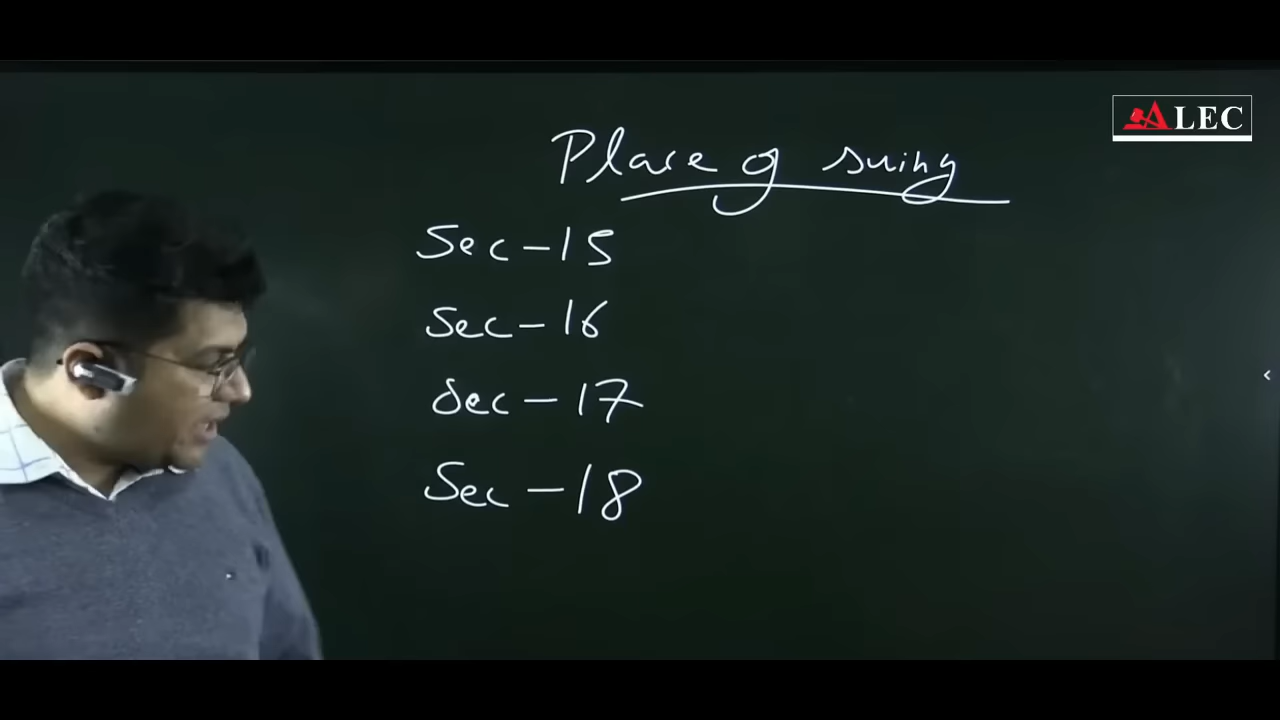 ALEC
Place of suing
Sec - 15
Sec - 16
Sec - 17
Sec - 18